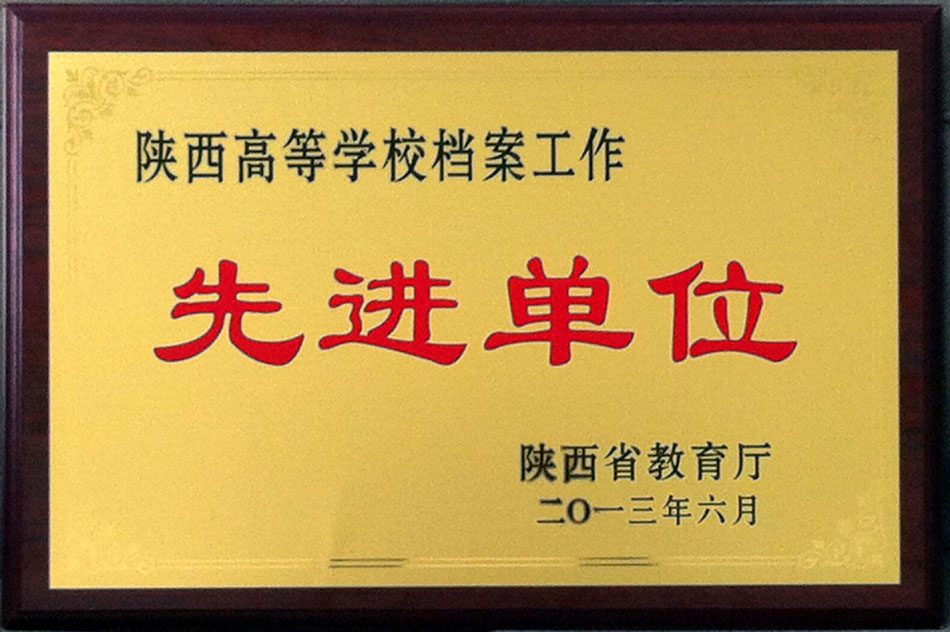 陕西高等学校档案工作
先进单位
陕西省教育厅
二〇一三年六月